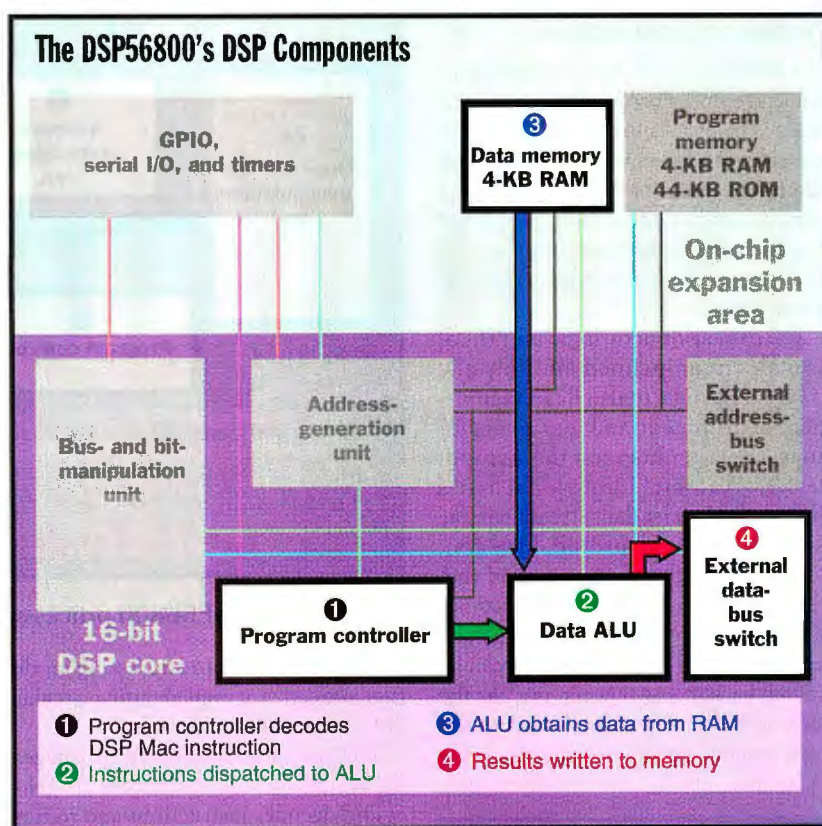 The DSP56800's DSP Components
GPIO,
serial I/O, and timers
3
Data memory
4-KB RAM
Program
memory
4-KB RAM
44-KB ROM
On-chip
expansion
area
Bus- and bit-
manipulation
unit
Address-
generation
unit
External
address-
bus
switch
16-bit
DSP core
1
Program controller
2
Data ALU
4
External
data-
bus
switch
1 Program controller decodes
DSP Mac instruction
2 Instructions dispatched to ALU
3 ALU obtains data from RAM
4 Results written to memory